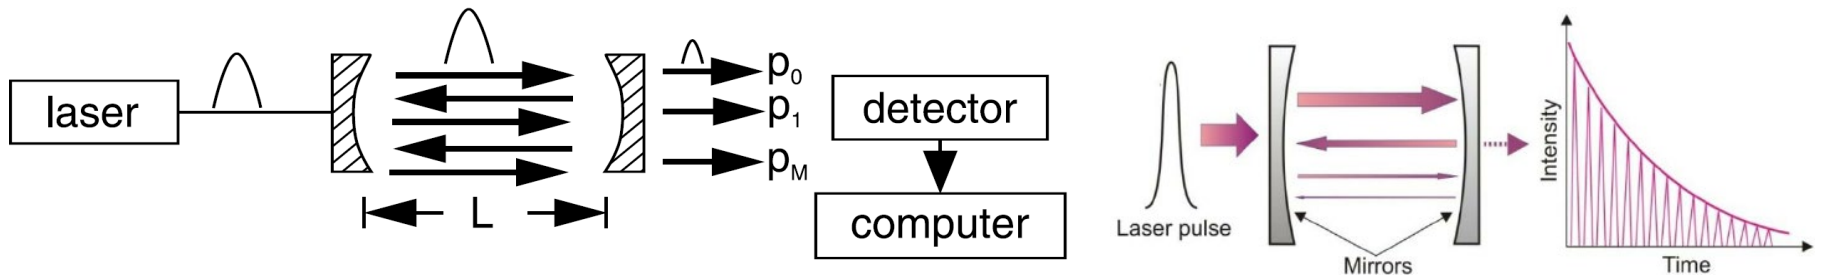 laser
L
p0
p1
pM
detector
computer
Laser pulse
Mirrors
Intensity
Time